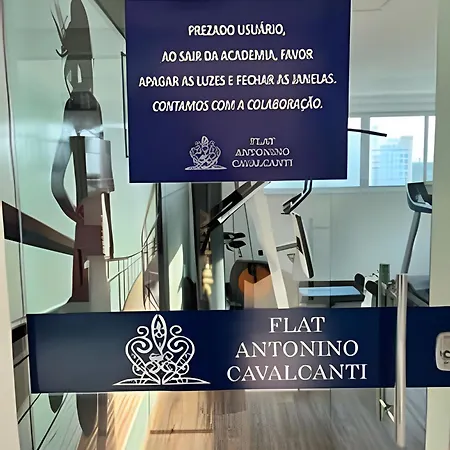 PREZADO USUÁRIO,
AO SAIR DA ACADEMIA, FAVOR
APAGAR AS LUZES E FECHAR AS JANELAS.
CONTAMOS COM A COLABORAÇÃO.
FLAT
ANTONINO
CAVALCANTI
FLAT
ANTONINO
CAVALCANTI